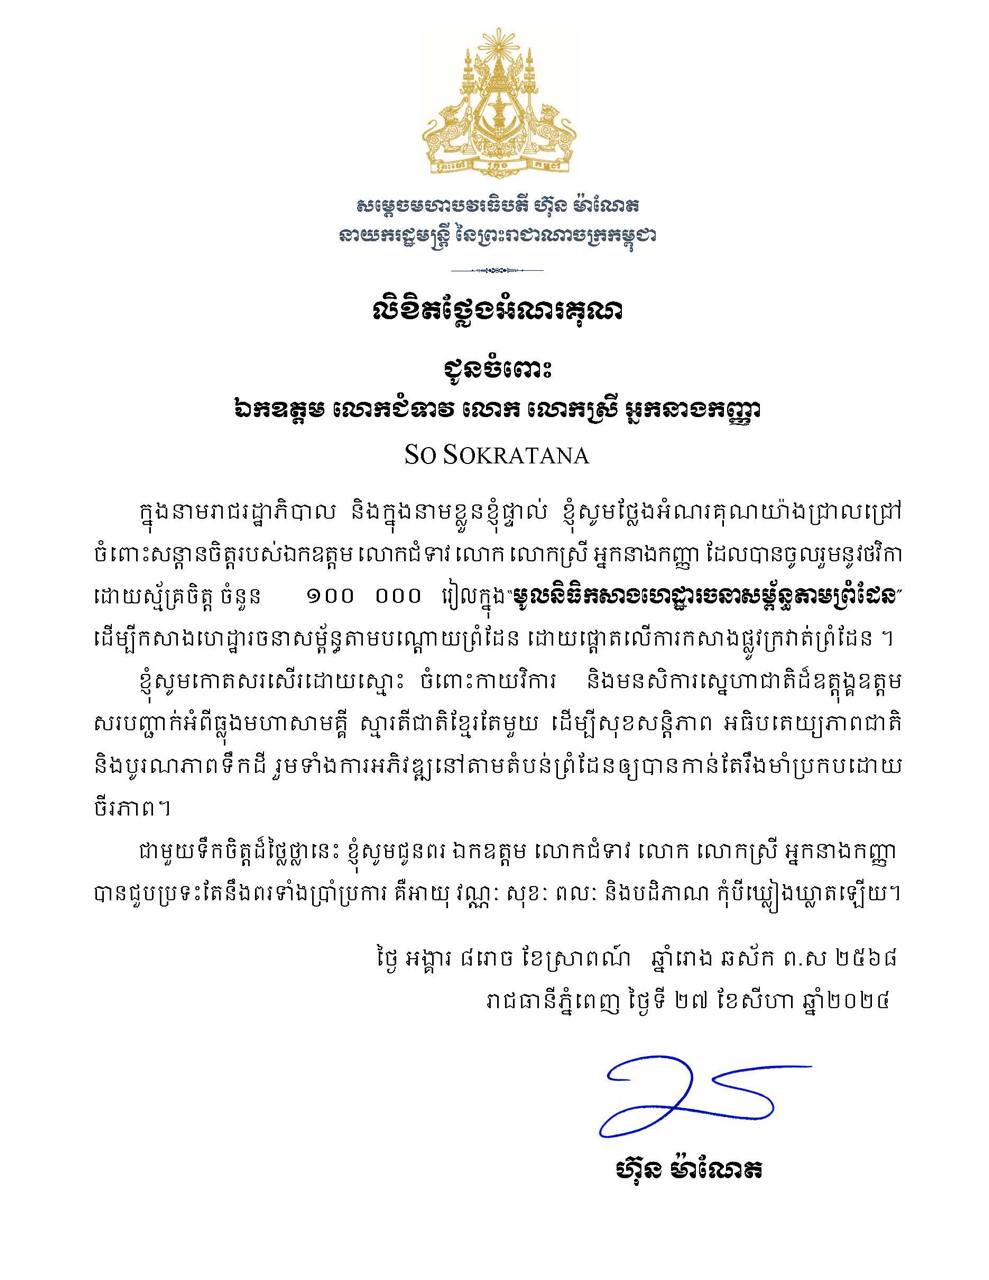 ព្រះចៅ ក្រុង កម្ពុជា
សម្តេចមហាបវរធិបតី ហ៊ុន ម៉ាណែត
នាយករដ្ឋមន្ត្រី នៃព្រះរាជាណាចក្រកម្ពុជា
លិខិតថ្លែងអំណរគុណ
ជូនចំពោះ
ឯកឧត្តម លោកជំទាវ លោក លោកស្រី អ្នកនាងកញ្ញា
SO SOKRATANA
ក្នុងនាមរាជរដ្ឋាភិបាល និងក្នុងនាមខ្លួនខ្ញុំផ្ទាល់ ខ្ញុំសូមថ្លែងអំណរគុណយ៉ាងជ្រាលជ្រៅ
ចំពោះសន្តានចិត្តរបស់ឯកឧត្តម លោកជំទាវ លោក លោកស្រី អ្នកនាងកញ្ញា ដែលបានចូលរួមនូវថវិកា
ដោយស្ម័គ្រចិត្ត ចំនួន ១០០ ០០០ រៀលក្នុង“មូលនិធិកសាងហេដ្ឋារចនាសម្ព័ន្ធតាមព្រំដែន”
ដើម្បីកសាងហេដ្ឋារចនាសម្ព័ន្ធតាមបណ្តោយព្រំដែន ដោយផ្តោតលើការកសាងផ្លូវក្រវាត់ព្រំដែន ។
ខ្ញុំសូមកោតសរសើរដោយស្មោះ ចំពោះកាយវិការ និងមនសិការស្នេហាជាតិដ៏ឧត្តុង្គឧត្តម
សរបញ្ជាក់អំពីធ្លុងមហាសាមគ្គី ស្មារតីជាតិខ្មែរតែមួយ ដើម្បីសុខសន្តិភាព អធិបតេយ្យភាពជាតិ
និងបូរណភាពទឹកដី រួមទាំងការអភិវឌ្ឍនៅតាមតំបន់ព្រំដែនឲ្យបានកាន់តែរឹងមាំប្រកបដោយ
ចីរភាព។
ជាមួយទឹកចិត្តដ៏ថ្លៃថ្លានេះ ខ្ញុំសូមជូនពរ ឯកឧត្តម លោកជំទាវ លោក លោកស្រី អ្នកនាងកញ្ញា
បានជួបប្រទះតែនឹងពរទាំងប្រាំប្រការ គឺអាយុ វណ្ណៈ សុខៈ ពលៈ និងបដិភាណ កុំបីឃ្លៀងឃ្លាតឡើយ។
ថ្ងៃ អង្គារ ៨រោច ខែស្រាពណ៍ ឆ្នាំរោង ឆស័ក ព.ស ២៥៦៨
រាជធានីភ្នំពេញ ថ្ងៃទី ២៧ ខែសីហា ឆ្នាំ២០២៤
ហ៊ុន ម៉ាណែត